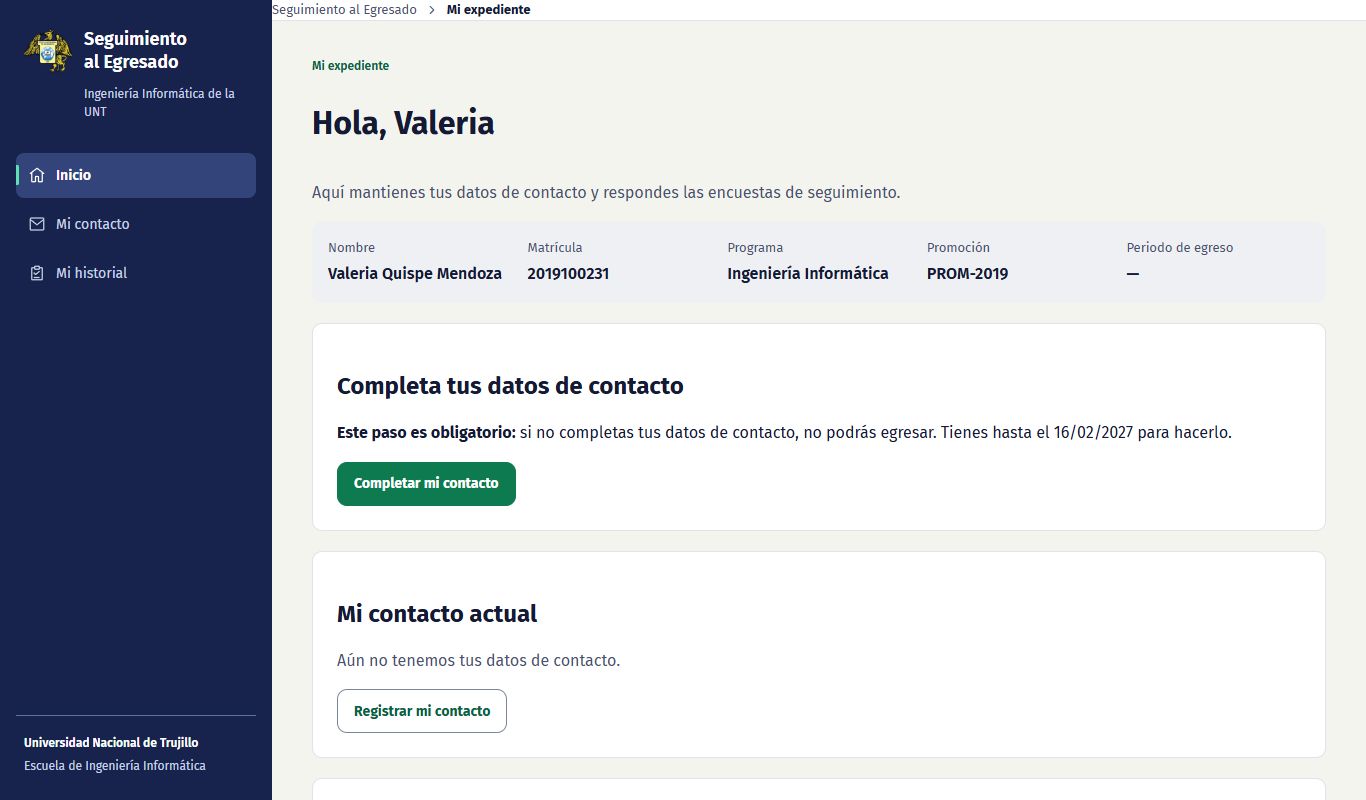 Seguimiento
al Egresado
Ingeniería Informática de la
UNT
Inicio
Mi contacto
Mi historial
Universidad Nacional de Trujillo
Escuela de Ingeniería Informática
Seguimiento al Egresado > Mi expediente
Mi expediente
Hola, Valeria
Aquí mantienes tus datos de contacto y respondes las encuestas de seguimiento.
Nombre Matrícula Programa Promoción Periodo de egreso
Valeria Quispe Mendoza 2019100231 Ingeniería Informática PROM-2019 —
Completa tus datos de contacto
Este paso es obligatorio: si no completas tus datos de contacto, no podrás egresar. Tienes hasta el 16/02/2027 para hacerlo.
Completar mi contacto
Mi contacto actual
Aún no tenemos tus datos de contacto.
Registrar mi contacto